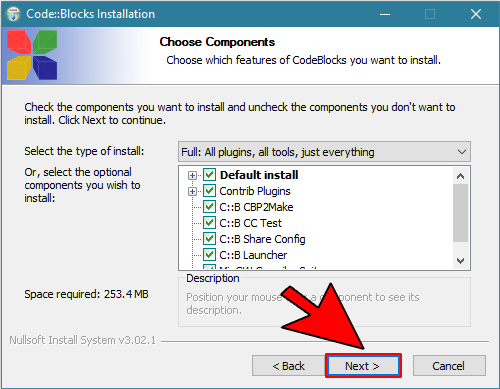 Code::Blocks Installation
Choose Components
Choose which features of CodeBlocks you want to install.
Check the components you want to install and uncheck the components you don't want to
install. Click Next to continue.
Select the type of install:
Full: All plugins, all tools, just everything
Or, select the optional
components you wish to
install:
Default install
Contrib Plugins
C::B CBP2Make
C::B CC Test
C::B Share Config
C::B Launcher
Space required: 253.4 MB
Description
Position your mouse a component to see its
description.
Nullsoft Install System v3.02.1
< Back
Next >
Cancel